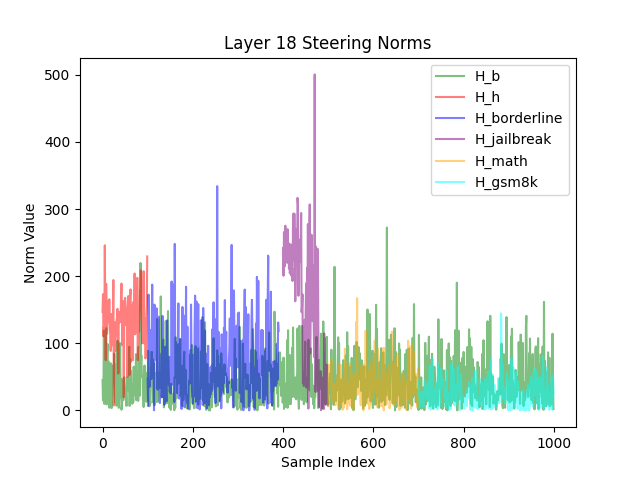 Layer 18 Steering Norms
500
400
300
200
100
0
Norm Value
H_b
H_h
H_borderline
H_jailbreak
H_math
H_gsm8k
0 200 400 600 800 1000
Sample Index